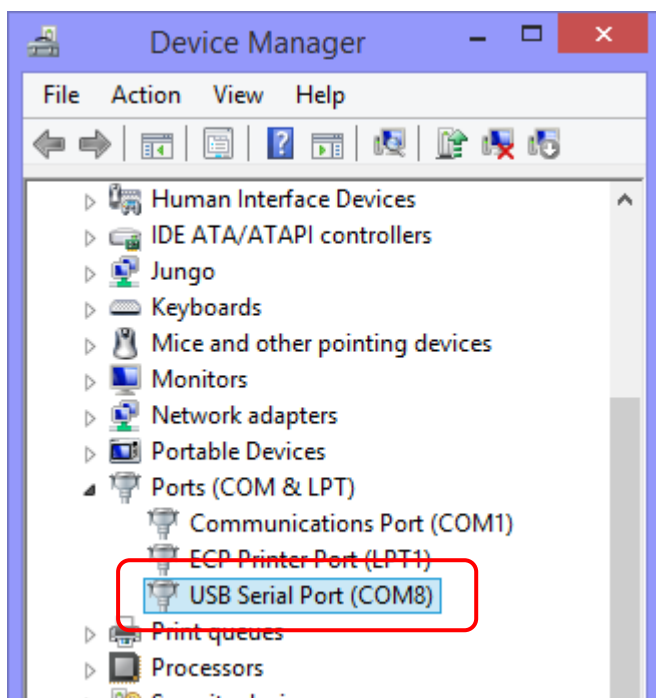 Device Manager
File Action View Help
Human Interface Devices
IDE ATA/ATAPI controllers
Jungo
Keyboards
Mice and other pointing devices
Monitors
Network adapters
Portable Devices
Ports (COM & LPT)
Communications Port (COM1)
ECP Printer Port (LPT1)
USB Serial Port (COM8)
Print queues
Processors